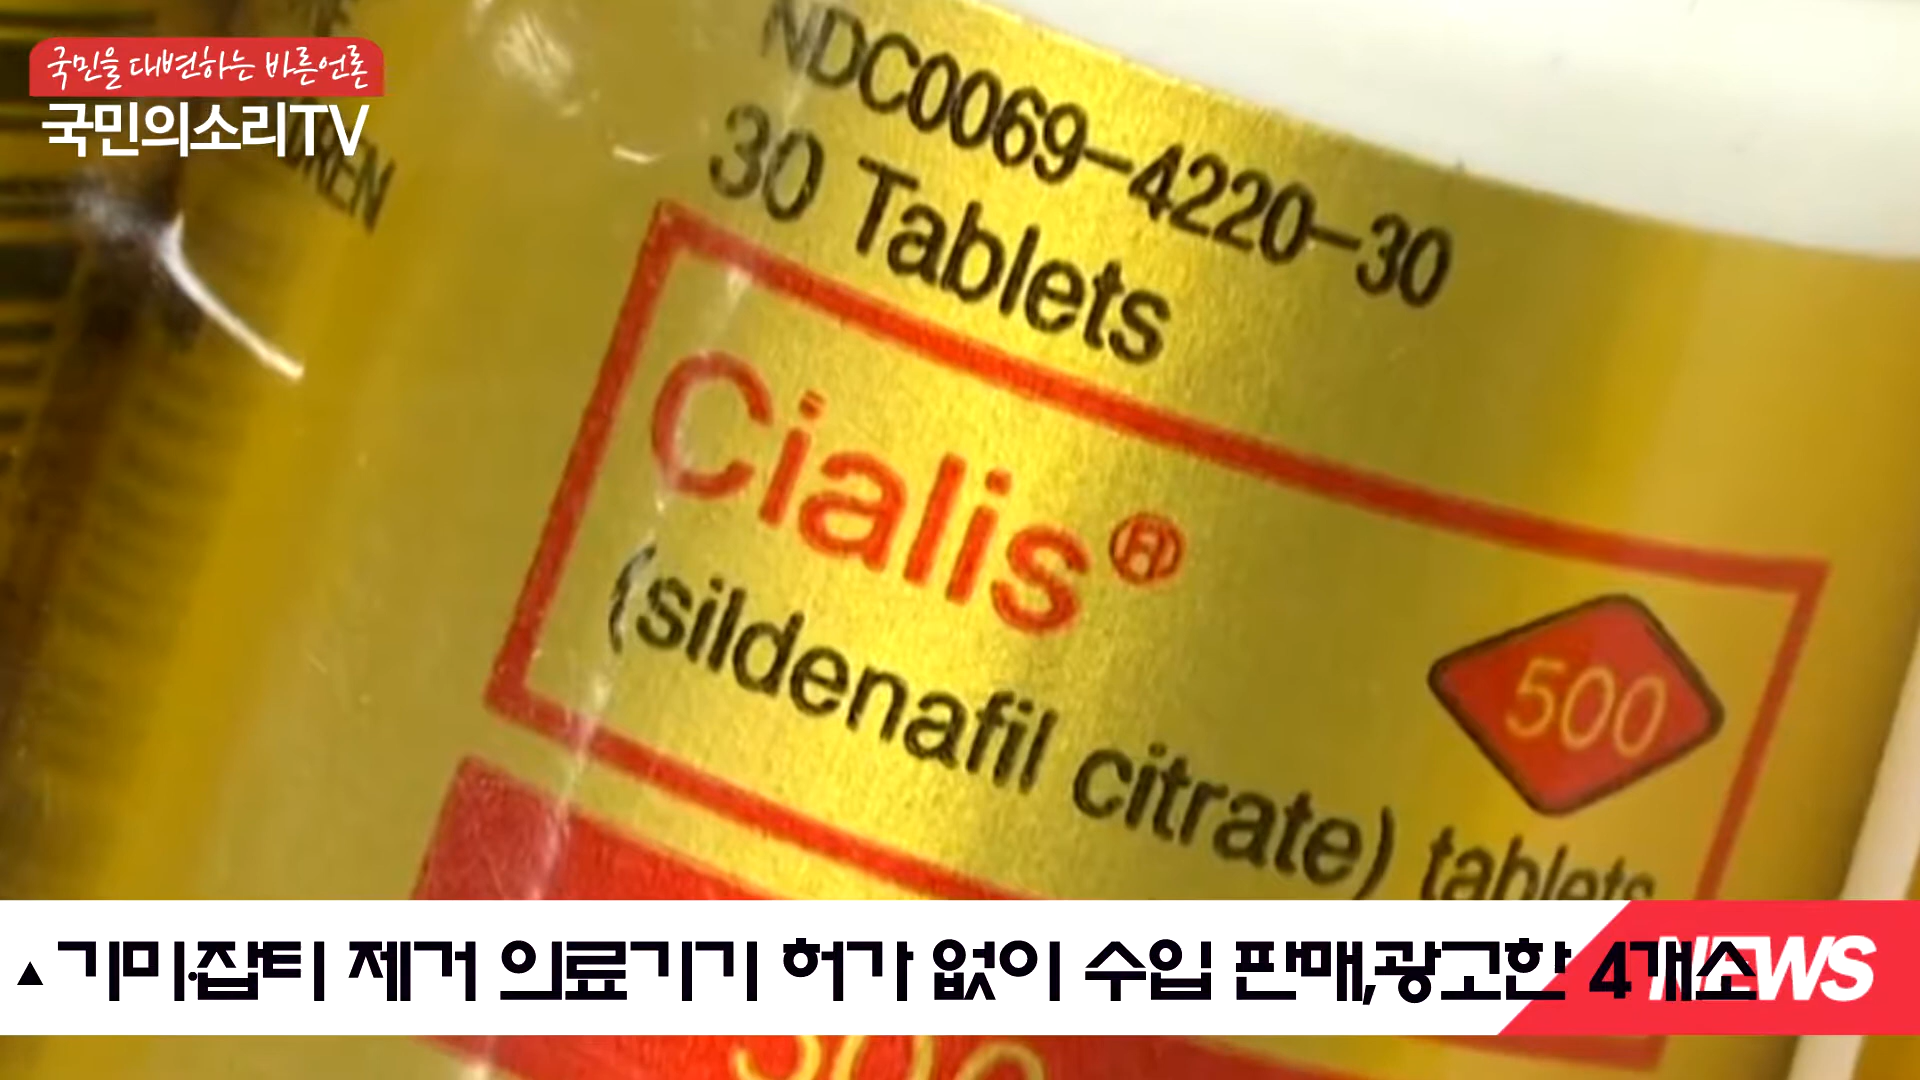 국민을 대변하는 바른언론
국민의소리TV
NDC0069-4220-30
30 Tablets
Cialis®
(sildenafil citrate) tablets
500
▲기미·잡티 제거 의료기기 허가 없이 수입 판매,광고한 4개소
NEWS
500